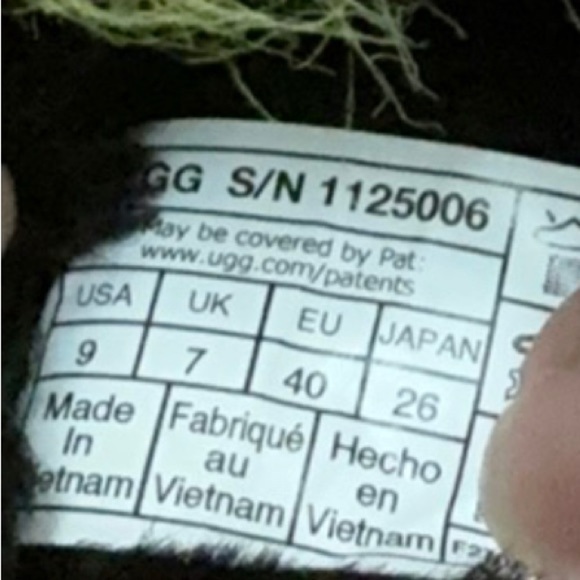 GG S/N 1125006
May be covered by Pat:
www.ugg.com/patents
USA UK EU JAPAN
9 7 40 26
Made In Vietnam
Fabriqué au Vietnam
Hecho en Vietnam